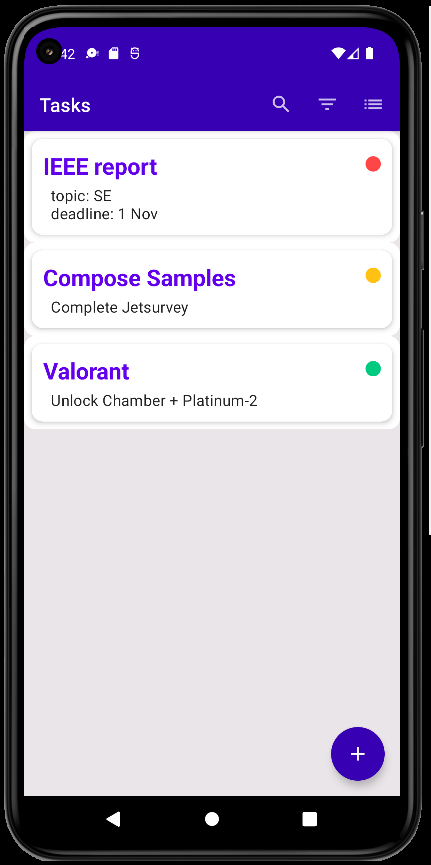 42
Tasks
IEEE report
topic: SE
deadline: 1 Nov
Compose Samples
Complete Jetsurvey
Valorant
Unlock Chamber + Platinum-2
+